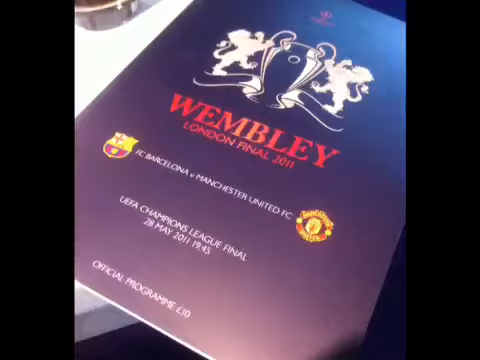 WEMBLEY
LONDON FINAL 2011
FC BARCELONA v MANCHESTER UNITED FC
UEFA CHAMPIONS LEAGUE FINAL
28 MAY 2011 19:45
OFFICIAL PROGRAMME £10